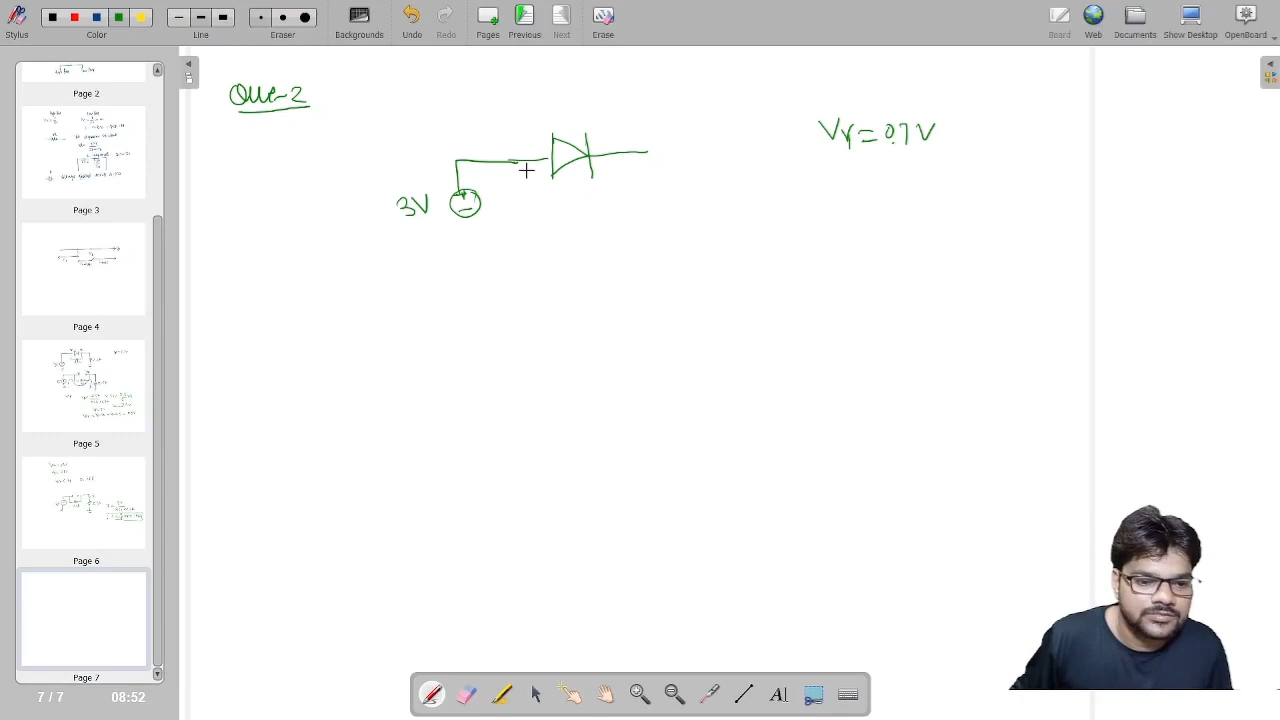 Stylus
Color
Line
Eraser
Backgrounds
Undo
Redo
Pages
Previous
Next
Erase
Board
Web
Documents
Show Desktop
OpenBoard
Page 2
Page 3
Page 4
Page 5
Page 6
Page 7
7 / 7
08:52
Que-2
Vγ = 0.7 V
3V
+
−